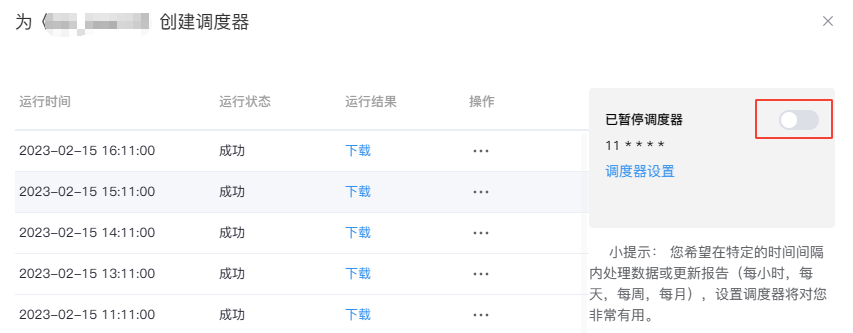 为《 创建调度器
运行时间 运行状态 运行结果 操作
2023-02-15 16:11:00 成功 下载 ···
2023-02-15 15:11:00 成功 下载 ···
2023-02-15 14:11:00 成功 下载 ···
2023-02-15 13:11:00 成功 下载 ···
2023-02-15 11:11:00 成功 下载 ···
已暂停调度器
11 * * * *
调度器设置
小提示： 您希望在特定的时间间隔
内处理数据或更新报告（每小时，每
天，每周，每月），设置调度器将对您
非常有用。